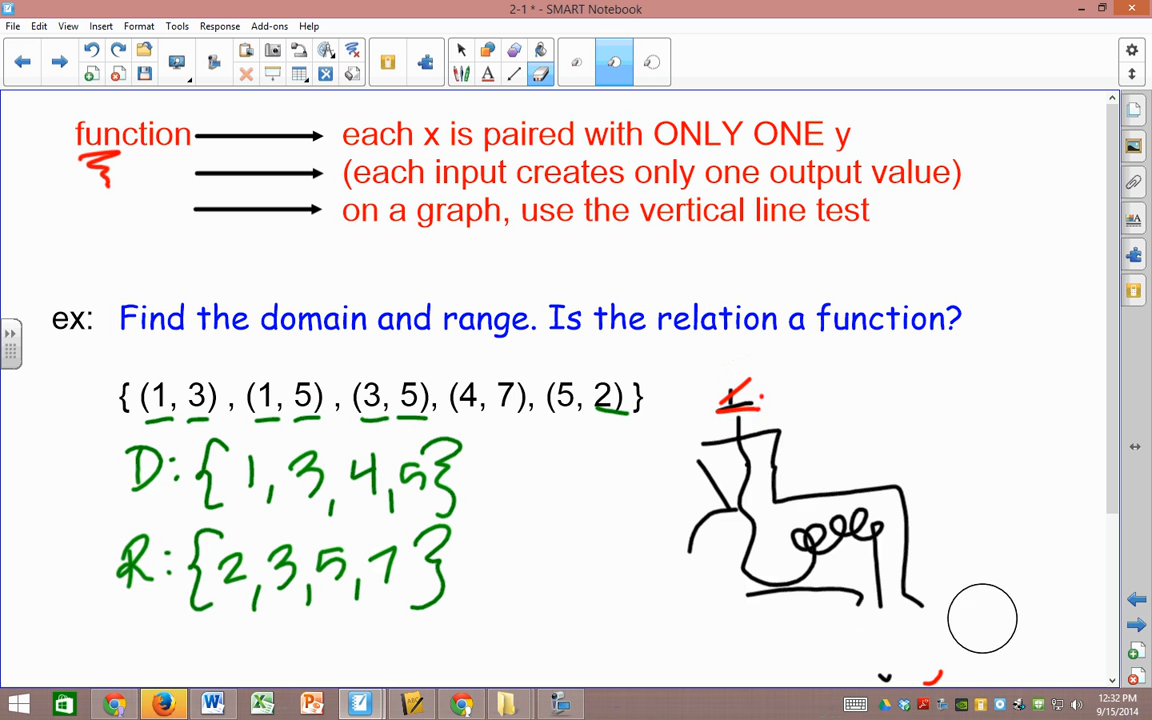 2-1 * - SMART Notebook
File Edit View Insert Format Tools Response Add-ons Help
function each x is paired with ONLY ONE y
(each input creates only one output value)
on a graph, use the vertical line test
ex: Find the domain and range. Is the relation a function?
{ (1, 3) , (1, 5) , (3, 5), (4, 7), (5, 2) }
D: {1, 3, 4, 5}
R: {2, 3, 5, 7}
12:32 PM
9/15/2014